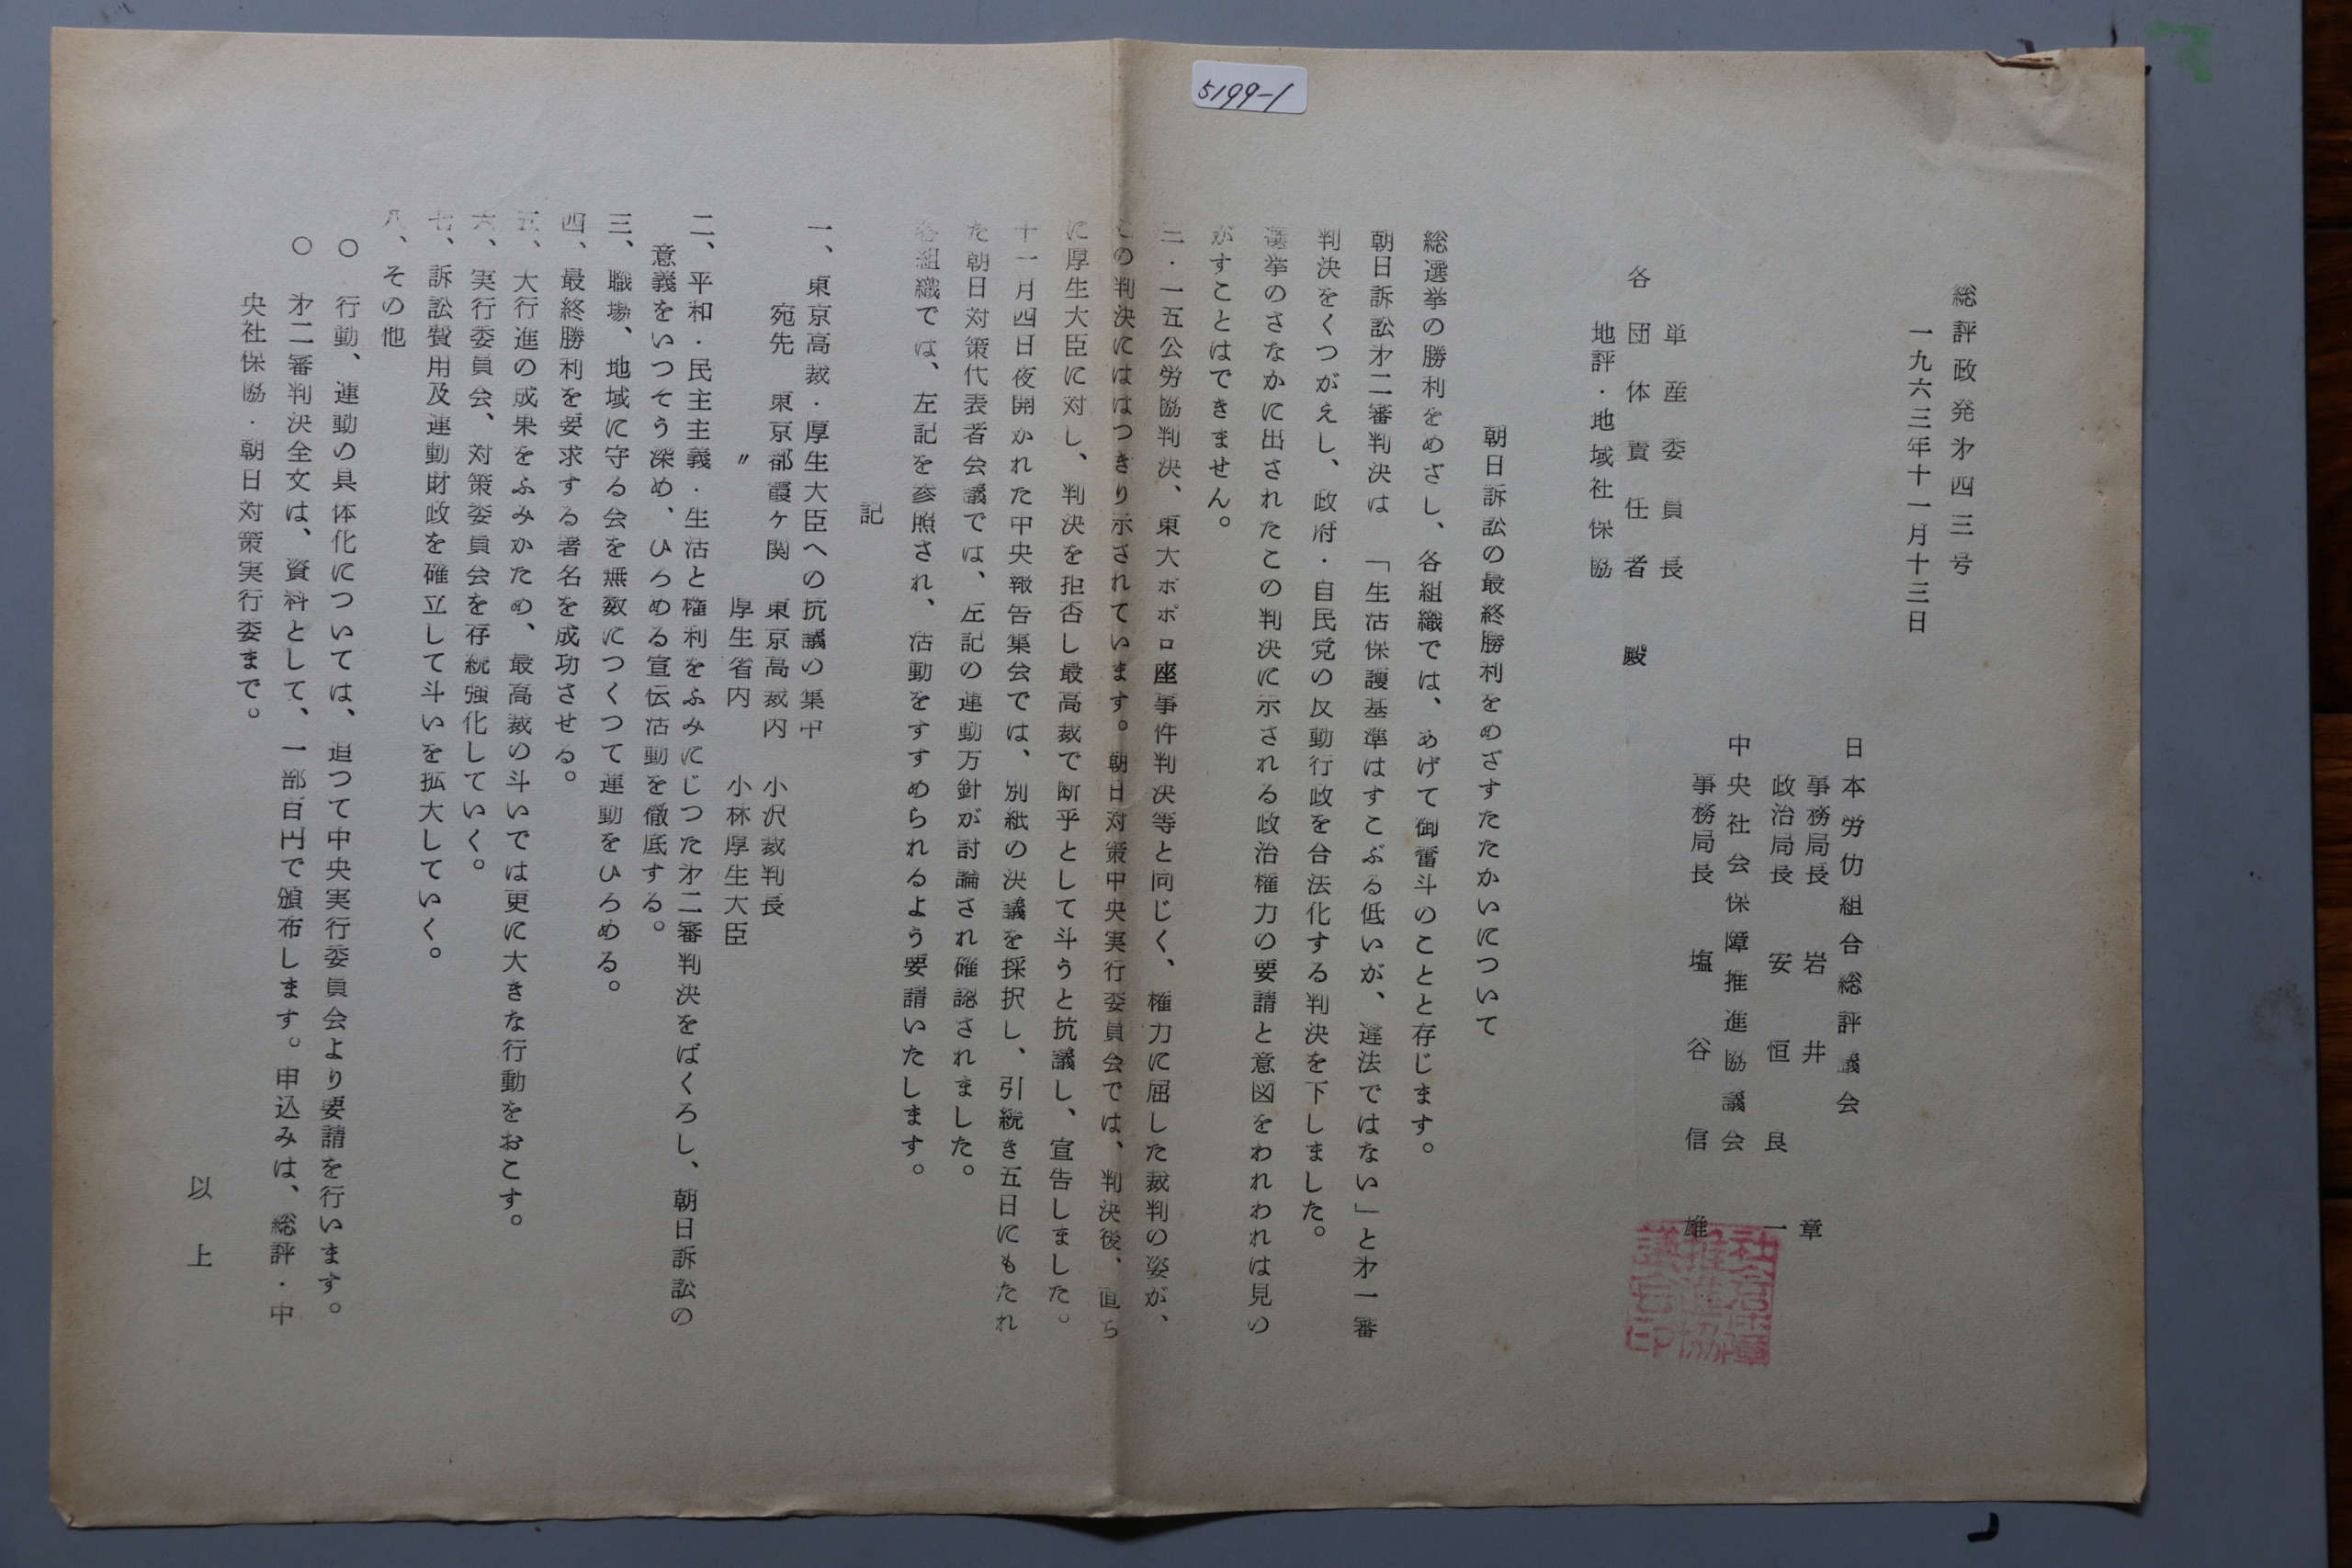 5199-1
総評政発才四三号
一九六三年十一月十三日
日本労仂組合総評議会
事務局長 岩井 章
政治局長 安恒良一
中央社会保障推進協議会
事務局長 塩谷信雄
社会保障
推進協
議会印
単産委員長
各団体責任者 殿
地評・地域社保協
朝日訴訟の最終勝利をめざすたたかいについて
総選挙の勝利をめざし、各組織では、あげて御奮斗のことと存じます。
朝日訴訟才二審判決は 「生活保護基準はすこぶる低いが、違法ではない」と才一審
判決をくつがえし、政府・自民党の反動行政を合法化する判決を下しました。
選挙のさなかに出されたこの判決に示される政治権力の要請と意図をわれわれは見の
がすことはできません。
三・一五公労協判決、東大ポポロ座事件判決等と同じく、権力に屈した裁判の姿が、
この判決にははつきり示されています。朝日対策中央実行委員会では、判決後、直ち
に厚生大臣に対し、判決を拒否し最高裁で断乎として斗うと抗議し、宣告しました。
十一月四日夜開かれた中央報告集会では、別紙の決議を採択し、引続き五日にもたれ
た朝日対策代表者会議では、左記の運動方針が討論され確認されました。
各組織では、左記を参照され、活動をすすめられるよう要請いたします。
記
一、東京高裁・厚生大臣への抗議の集中
宛先 東京都霞ヶ関 東京高裁内 小沢裁判長
〃 厚生省内 小林厚生大臣
二、平和・民主主義・生活と権利をふみにじつた才二審判決をばくろし、朝日訴訟の
意義をいつそう深め、ひろめる宣伝活動を徹底する。
三、職場、地域に守る会を無数につくつて運動をひろめる。
四、最終勝利を要求する署名を成功させる。
五、大行進の成果をふみかため、最高裁の斗いでは更に大きな行動をおこす。
六、実行委員会、対策委員会を存続強化していく。
七、訴訟費用及運動財政を確立して斗いを拡大していく。
八、その他
○ 行動、運動の具体化については、追つて中央実行委員会より要請を行います。
○ 才二審判決全文は、資料として、一部百円で頒布します。申込みは、総評・中
央社保協・朝日対策実行委まで。
以上